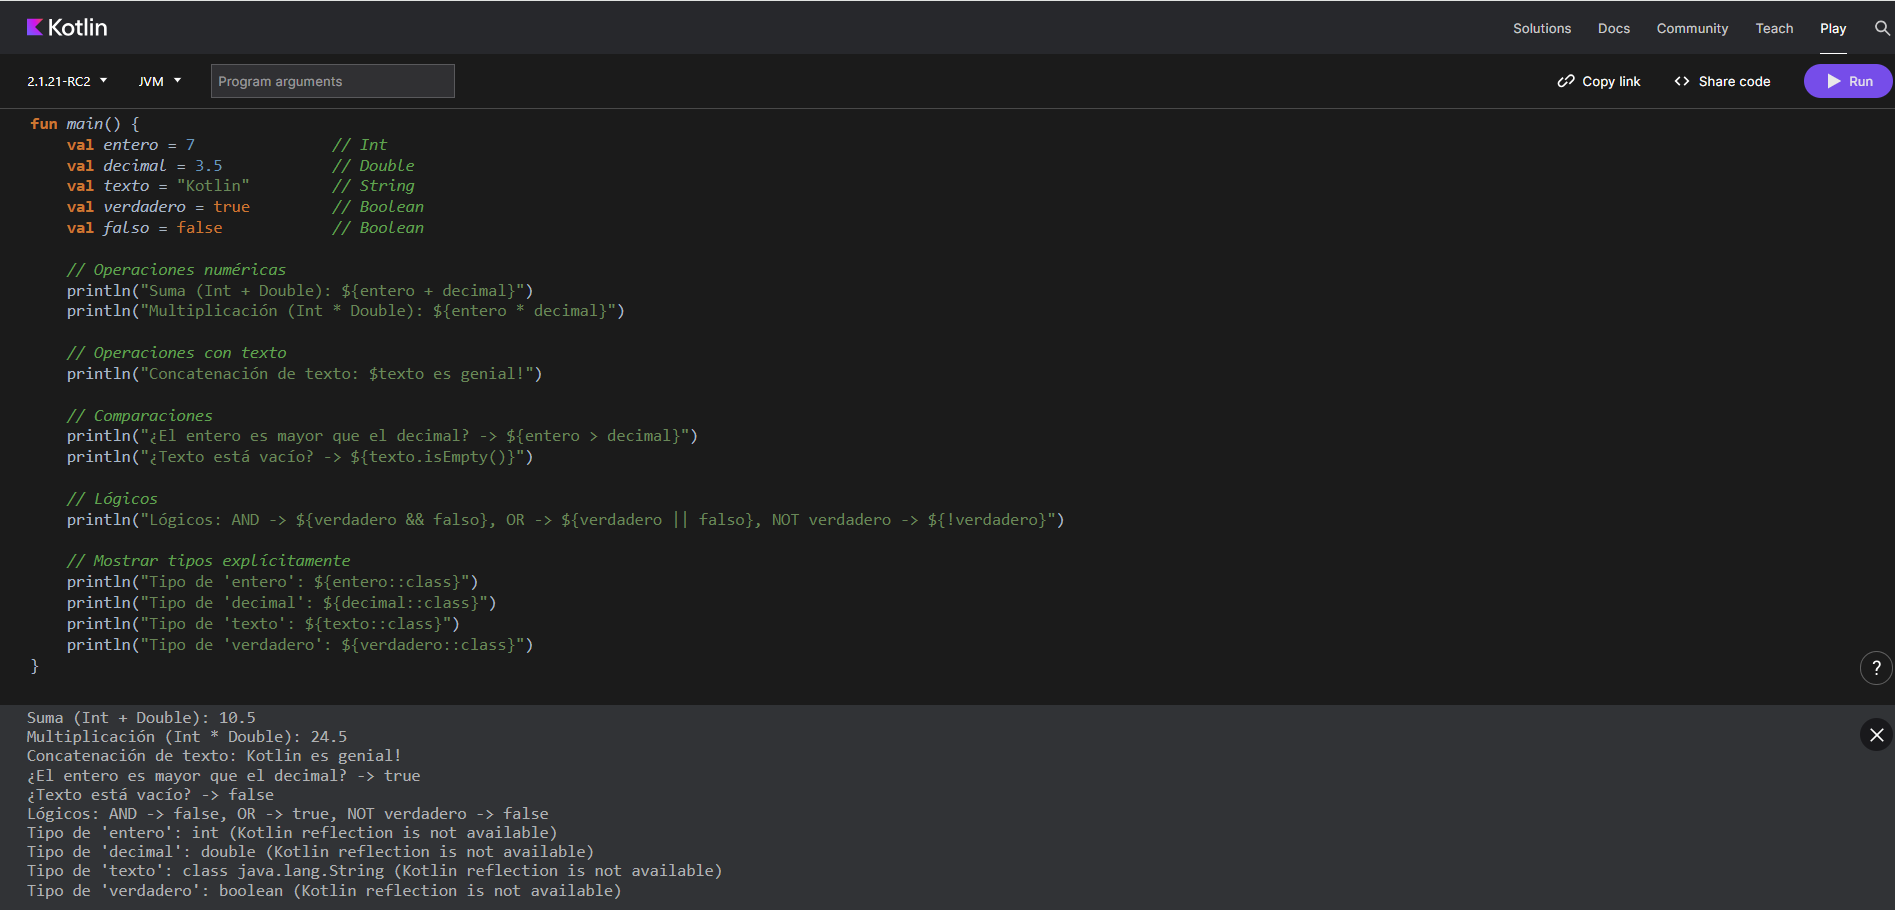 Kotlin
Solutions Docs Community Teach Play
2.1.21-RC2 JVM Program arguments Copy link <> Share code Run
fun main() {
    val entero = 7               // Int
    val decimal = 3.5            // Double
    val texto = "Kotlin"         // String
    val verdadero = true         // Boolean
    val falso = false            // Boolean

    // Operaciones numéricas
    println("Suma (Int + Double): ${entero + decimal}")
    println("Multiplicación (Int * Double): ${entero * decimal}")

    // Operaciones con texto
    println("Concatenación de texto: $texto es genial!")

    // Comparaciones
    println("¿El entero es mayor que el decimal? -> ${entero > decimal}")
    println("¿Texto está vacío? -> ${texto.isEmpty()}")

    // Lógicos
    println("Lógicos: AND -> ${verdadero && falso}, OR -> ${verdadero || falso}, NOT verdadero -> ${!verdadero}")

    // Mostrar tipos explícitamente
    println("Tipo de 'entero': ${entero::class}")
    println("Tipo de 'decimal': ${decimal::class}")
    println("Tipo de 'texto': ${texto::class}")
    println("Tipo de 'verdadero': ${verdadero::class}")
}
?
Suma (Int + Double): 10.5
Multiplicación (Int * Double): 24.5
Concatenación de texto: Kotlin es genial!
¿El entero es mayor que el decimal? -> true
¿Texto está vacío? -> false
Lógicos: AND -> false, OR -> true, NOT verdadero -> false
Tipo de 'entero': int (Kotlin reflection is not available)
Tipo de 'decimal': double (Kotlin reflection is not available)
Tipo de 'texto': class java.lang.String (Kotlin reflection is not available)
Tipo de 'verdadero': boolean (Kotlin reflection is not available)